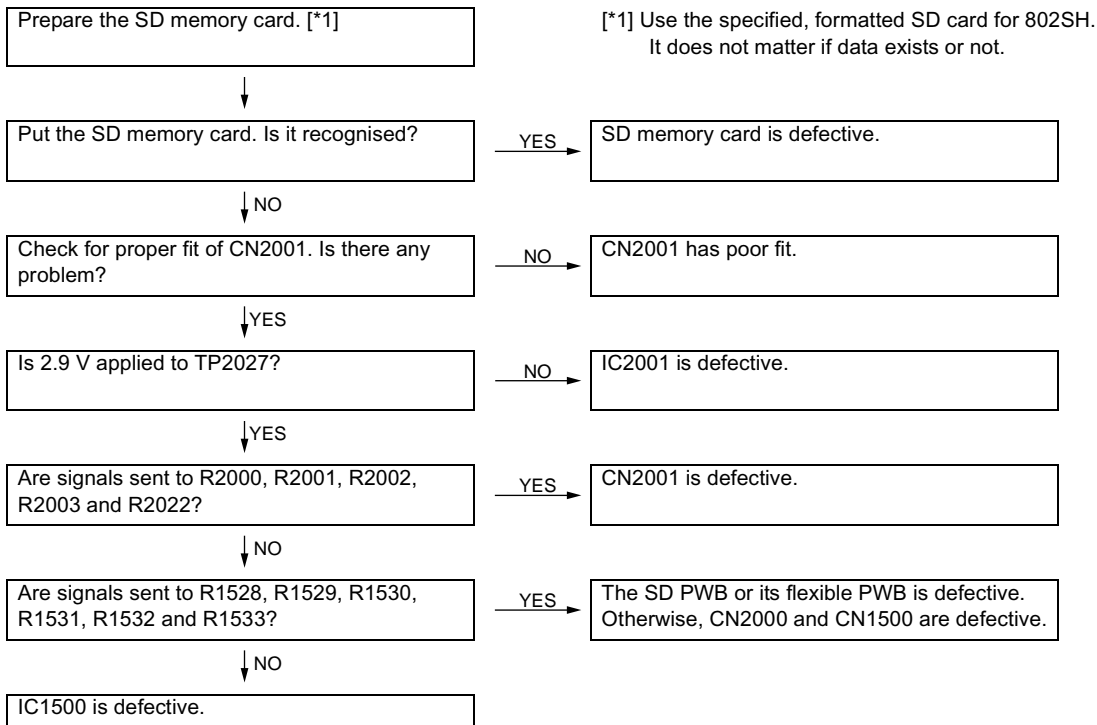 Prepare the SD memory card. [*1]
[*1] Use the specified, formatted SD card for 802SH.
It does not matter if data exists or not.
Put the SD memory card. Is it recognised?
YES
SD memory card is defective.
NO
Check for proper fit of CN2001. Is there any
problem?
NO
CN2001 has poor fit.
YES
Is 2.9 V applied to TP2027?
NO
IC2001 is defective.
YES
Are signals sent to R2000, R2001, R2002,
R2003 and R2022?
YES
CN2001 is defective.
NO
Are signals sent to R1528, R1529, R1530,
R1531, R1532 and R1533?
YES
The SD PWB or its flexible PWB is defective.
Otherwise, CN2000 and CN1500 are defective.
NO
IC1500 is defective.